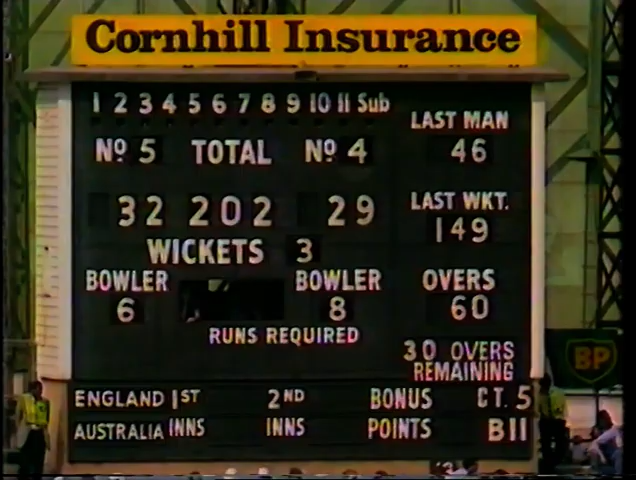 Cornhill Insurance
1 2 3 4 5 6 7 8 9 10 11 Sub
LAST MAN
Nº 5 TOTAL Nº 4 46
32 202 29
LAST WKT.
149
WICKETS 3
BOWLER BOWLER OVERS
6 8 60
RUNS REQUIRED
30 OVERS
REMAINING
BP
ENGLAND 1ST 2ND BONUS CT. 5
AUSTRALIA INNS INNS POINTS B11